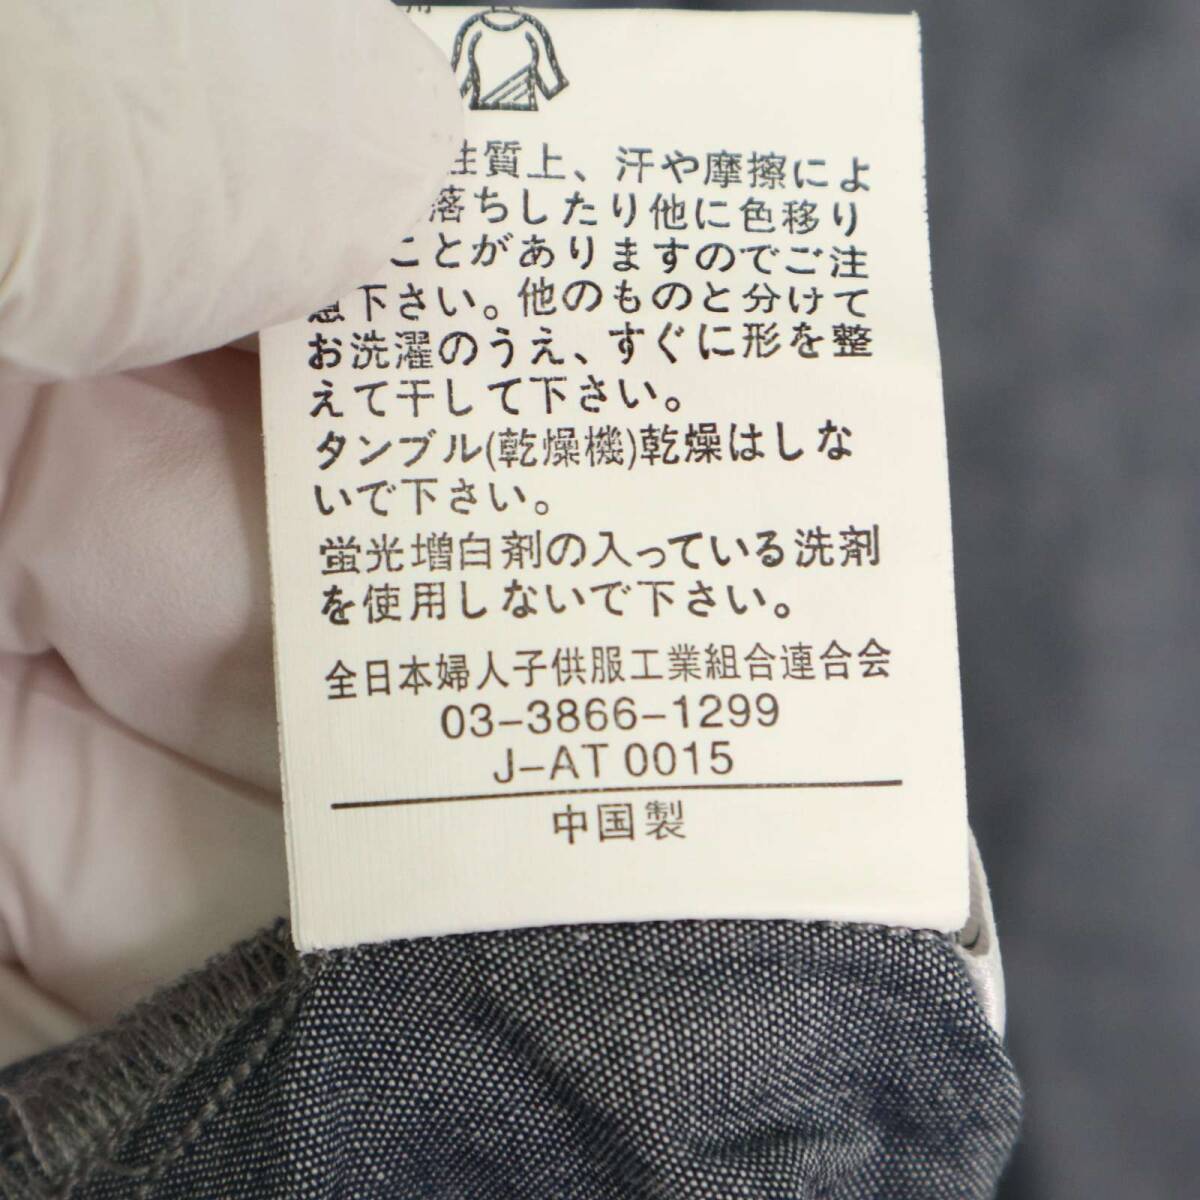 性質上、汗や摩擦によ
落ちしたり他に色移り
ことがありますのでご注
意下さい。他のものと分けて
お洗濯のうえ、すぐに形を整
えて干して下さい。
タンブル(乾燥機)乾燥はしな
いで下さい。
蛍光増白剤の入っている洗剤
を使用しないで下さい。
全日本婦人子供服工業組合連合会
03-3866-1299
J-AT 0015
中国製